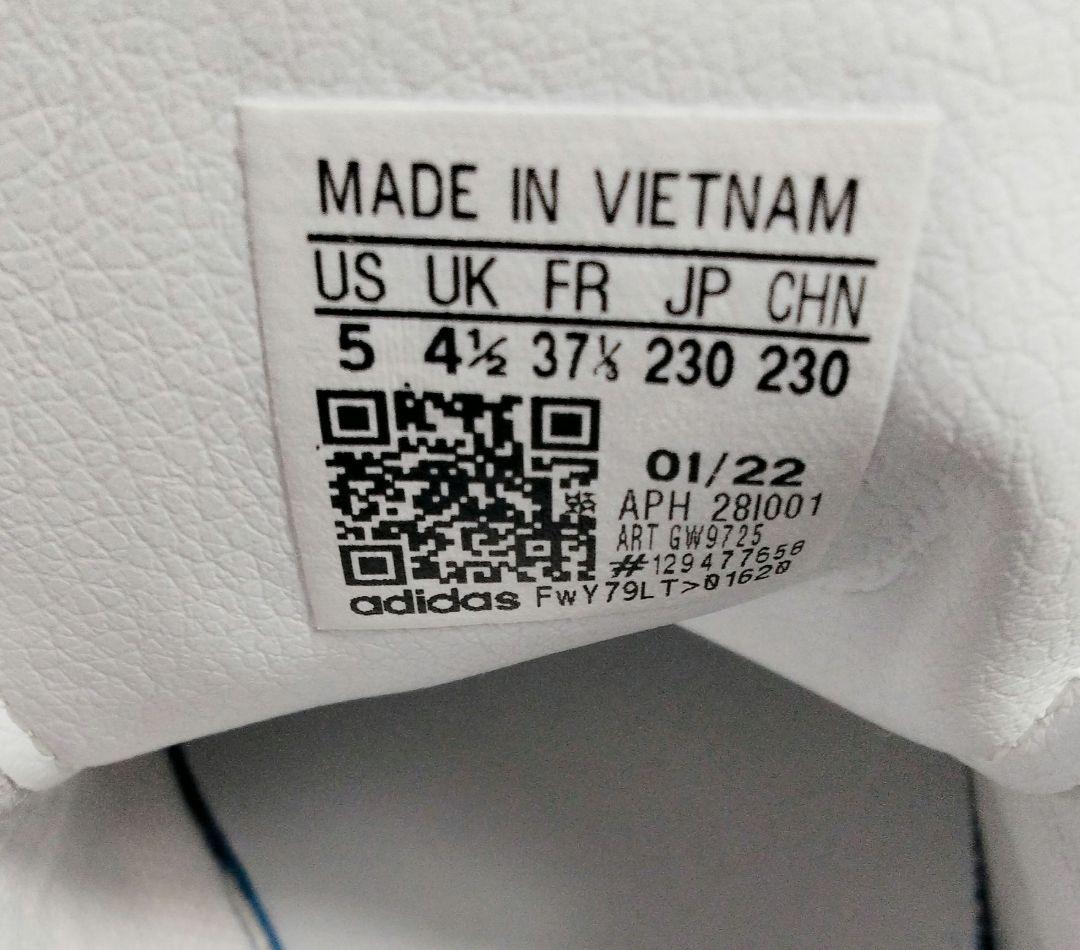 MADE IN VIETNAM
US UK FR JP CHN
5 4½ 37⅓ 230 230
01/22
APH 28I001
ART GW9725
#129477658
adidas FwY79LT>01620